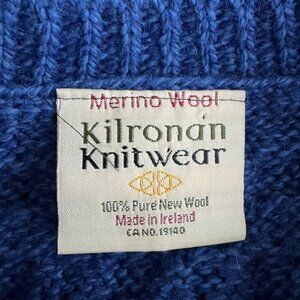 Merino Wool
Kilronan
Knitwear
100% Pure New Wool
Made in Ireland
CA NO. 19140